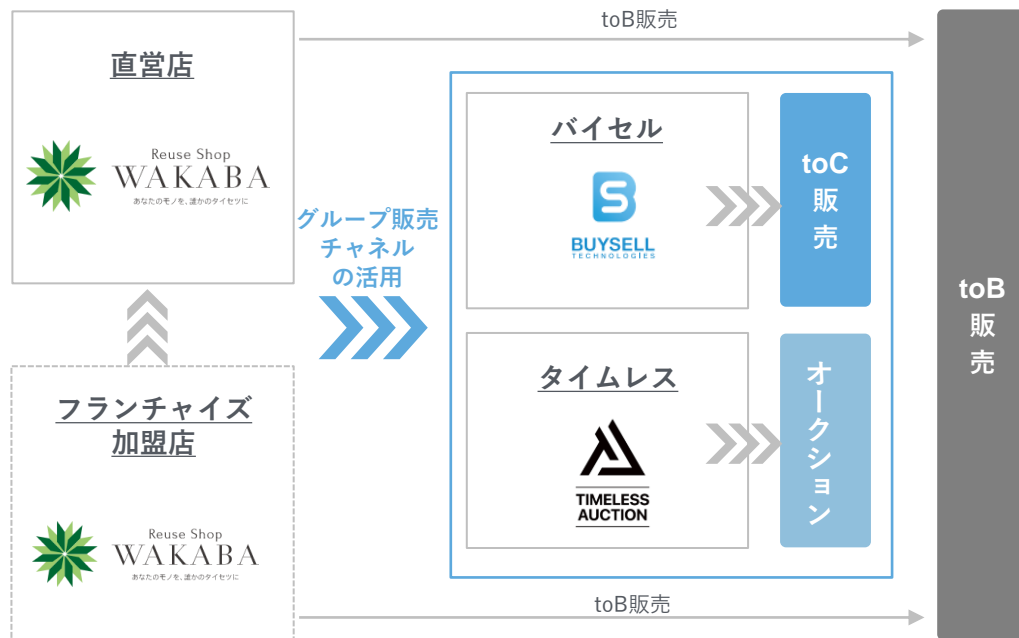 toB販売
直営店
Reuse Shop
WAKABA
あなたのモノを、誰かのタイセツに
グループ販売
チャネル
の活用
バイセル
BUYSELL
TECHNOLOGIES
toC
販
売
タイムレス
TIMELESS
AUCTION
オークション
toB
販
売
フランチャイズ
加盟店
Reuse Shop
WAKABA
あなたのモノを、誰かのタイセツに
toB販売